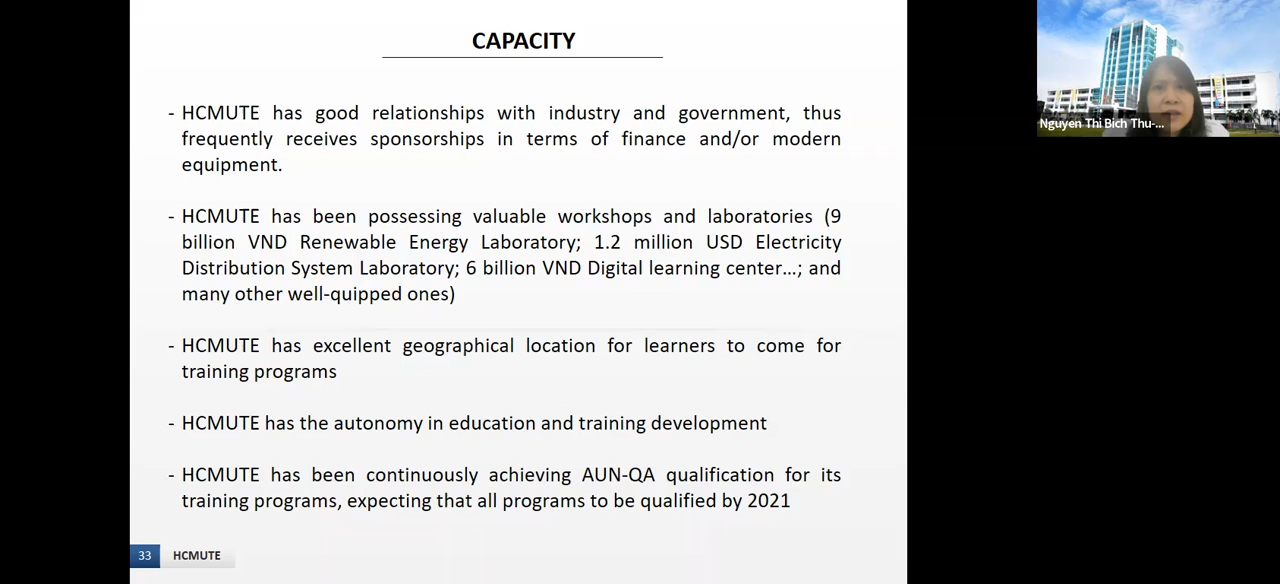 CAPACITY
- HCMUTE has good relationships with industry and government, thus
frequently receives sponsorships in terms of finance and/or modern
equipment.
- HCMUTE has been possessing valuable workshops and laboratories (9
billion VND Renewable Energy Laboratory; 1.2 million USD Electricity
Distribution System Laboratory; 6 billion VND Digital learning center...; and
many other well-quipped ones)
- HCMUTE has excellent geographical location for learners to come for
training programs
- HCMUTE has the autonomy in education and training development
- HCMUTE has been continuously achieving AUN-QA qualification for its
training programs, expecting that all programs to be qualified by 2021
33 HCMUTE
Nguyen Thi Bich Thu-...